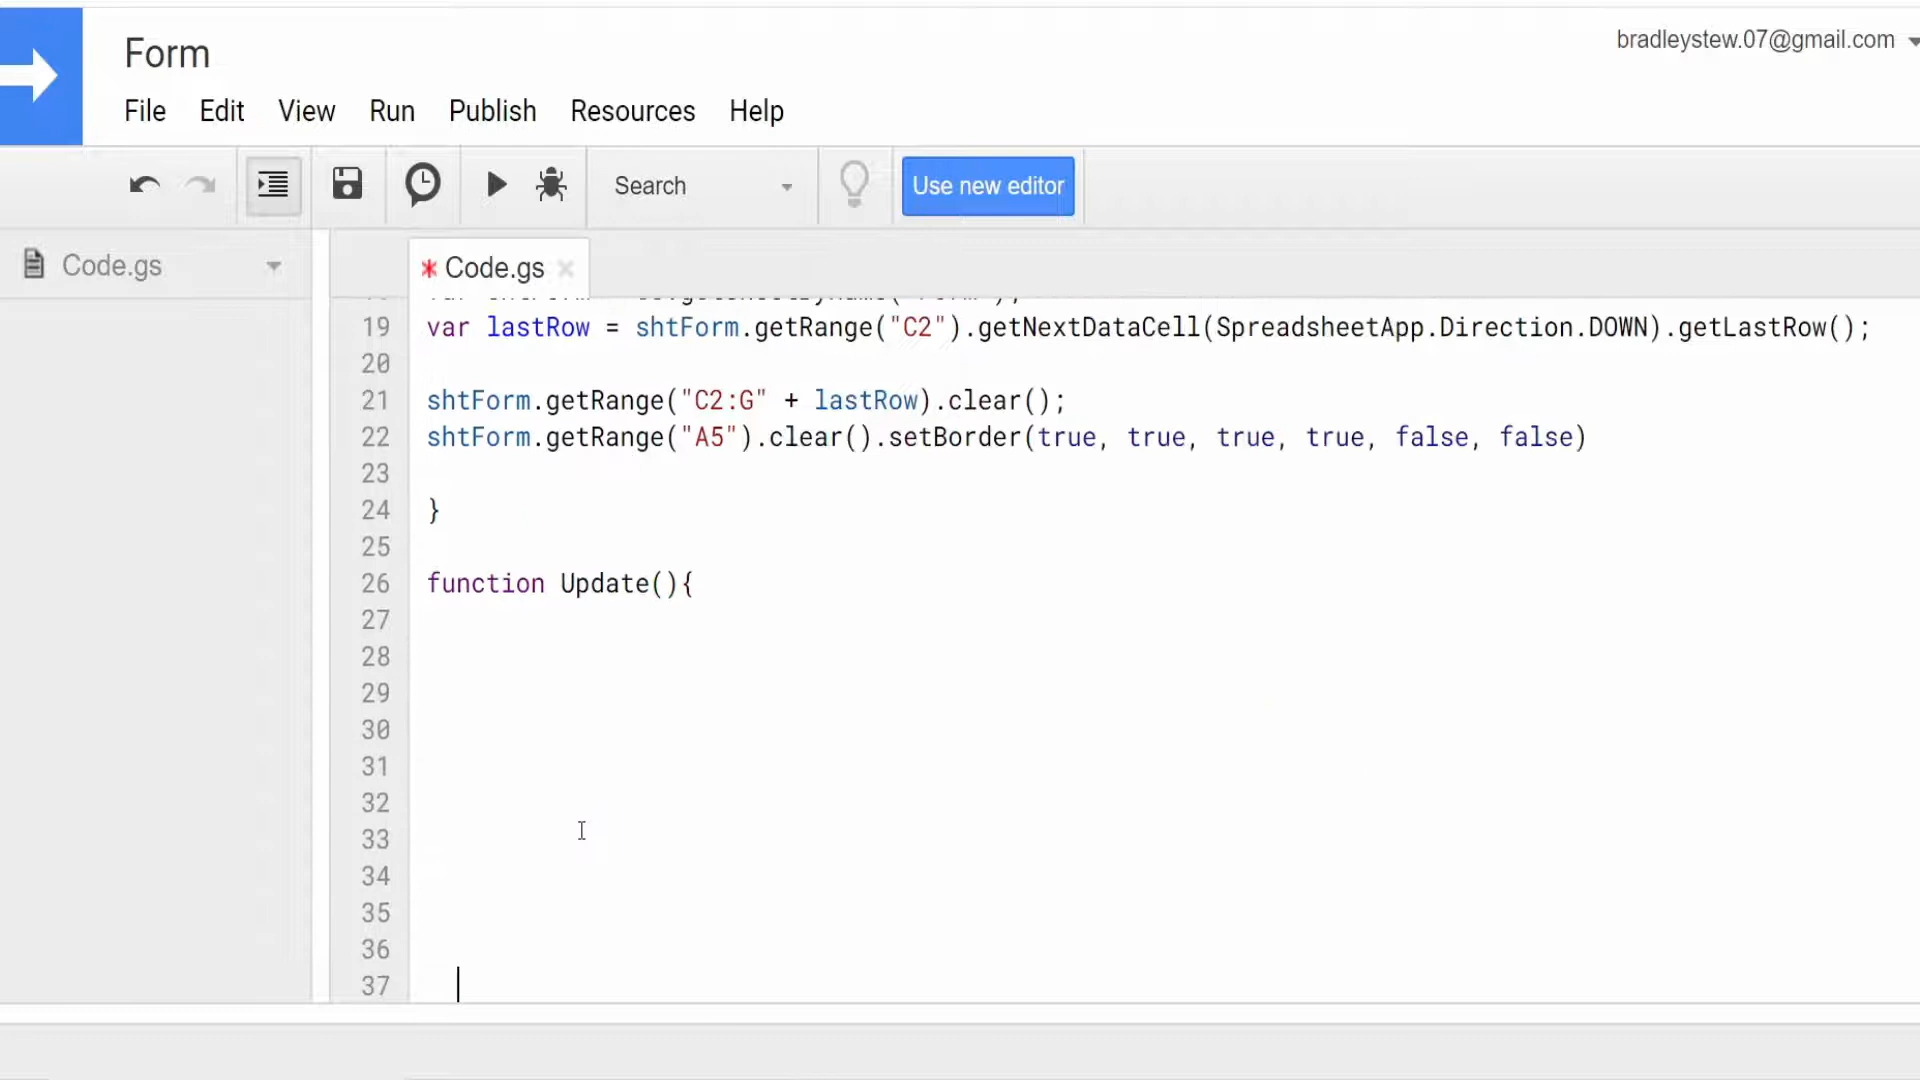 Form
bradleystew.07@gmail.com
File Edit View Run Publish Resources Help
Search
Use new editor
Code.gs
* Code.gs
19 var lastRow = shtForm.getRange("C2").getNextDataCell(SpreadsheetApp.Direction.DOWN).getLastRow();
20
21 shtForm.getRange("C2:G" + lastRow).clear();
22 shtForm.getRange("A5").clear().setBorder(true, true, true, true, false, false)
23
24 }
25
26 function Update(){
27
28
29
30
31
32
33
34
35
36
37